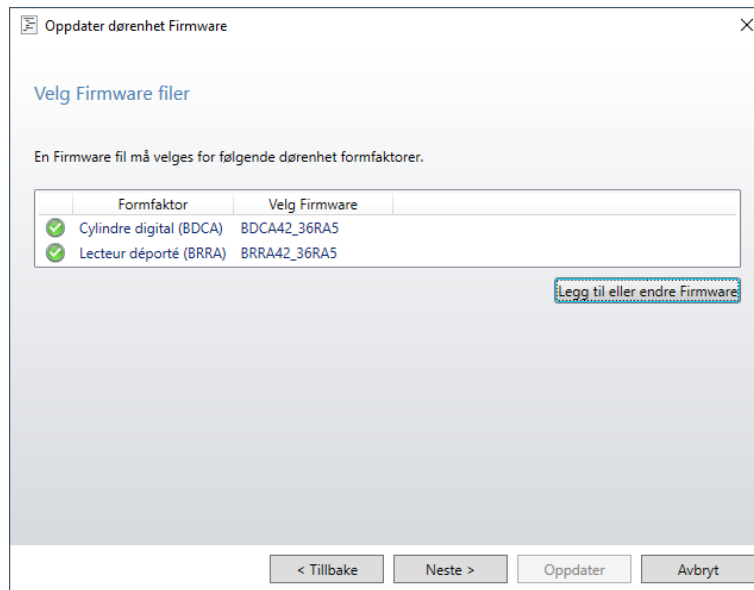 Oppdater dørenhet Firmware
Velg Firmware filer
En Firmware fil må velges for følgende dørenhet formfaktorer.
Formfaktor Velg Firmware
Cylindre digital (BDCA) BDCA42_36RA5
Lecteur déporté (BRRA) BRRA42_36RA5
Legg til eller endre Firmware
< Tillbake Neste > Oppdater Avbryt